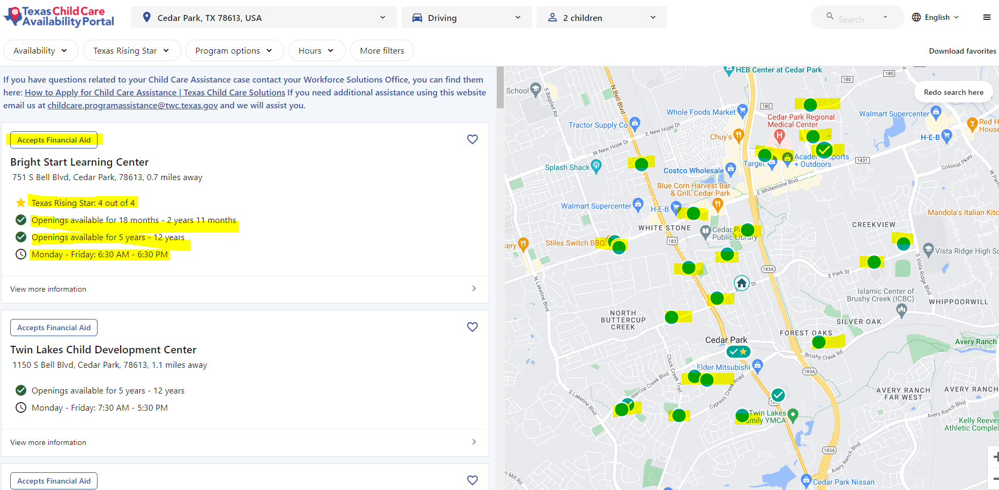 Texas Child Care
Availability Portal
Cedar Park, TX 78613, USA
Driving
2 children
Search
English
Availability
Texas Rising Star
Program options
Hours
More filters
Download favorites
If you have questions related to your Child Care Assistance case contact your Workforce Solutions Office, you can find them
here: How to Apply for Child Care Assistance | Texas Child Care Solutions If you need additional assistance using this website
email us at childcare.programassistance@twc.texas.gov and we will assist you.
Accepts Financial Aid
Bright Start Learning Center
751 S Bell Blvd, Cedar Park, 78613, 0.7 miles away
Texas Rising Star: 4 out of 4
Openings available for 18 months - 2 years 11 months
Openings available for 5 years - 12 years
Monday - Friday: 6:30 AM - 6:30 PM
View more information
Accepts Financial Aid
Twin Lakes Child Development Center
1150 S Bell Blvd, Cedar Park, 78613, 1.1 miles away
Openings available for 5 years - 12 years
Monday - Friday: 7:30 AM - 5:30 PM
View more information
Accepts Financial Aid
HEB Center at Cedar Park
180
180
Redo search here
School
S Bagdad Rd
N Bell Blvd
180
Whole Foods Market
Cedar Park Regional
Medical Center
Walmart Supercenter
Red H
House
Tractor Supply Co
E New Hope Dr
Chuy's
H-E-B
W New Hope Dr
Splash Shack
Costco Wholesale
Target
Academy Sports
+ Outdoors
1431
Colonial Pkwy
W Parm
Blue Corn Harvest Bar
& Grill, Cedar Park
E Whitestone Blvd
Walmart Supercenter
H-E-B
Mandola's Italian Kitc
WHITE STONE
Cedar Pa
Public Library
CREEKVIEW
kery
Stiles Switch BBQ
183
Vista Ridge High Sc
183A
E Park St
S Vista Ridge Blvd
N Lakeline Blvd
St
Islamic Center of
Brushy Creek (ICBC)
WHIPPOORWILL
NORTH
BUTTERCUP
CREEK
SILVER OAK
FOREST OAKS
Cedar Park
Avery Ranch
Brushy Creek Rd
Cluck Creek Trail
Elder Mitsubishi
183A
S Lakeline Blvd
uttercup Creek Blvd
Cypress Creek Road
AVERY RANCH
FAR WEST
AVERY RANCH
183
Twin Lakes
amily YMCA
Avery Ranch Blvd
Kelly Reeves
Athletic Complex
183A
Avery Ranch Blvd
n Mill Rd
Cedar Park Nissan